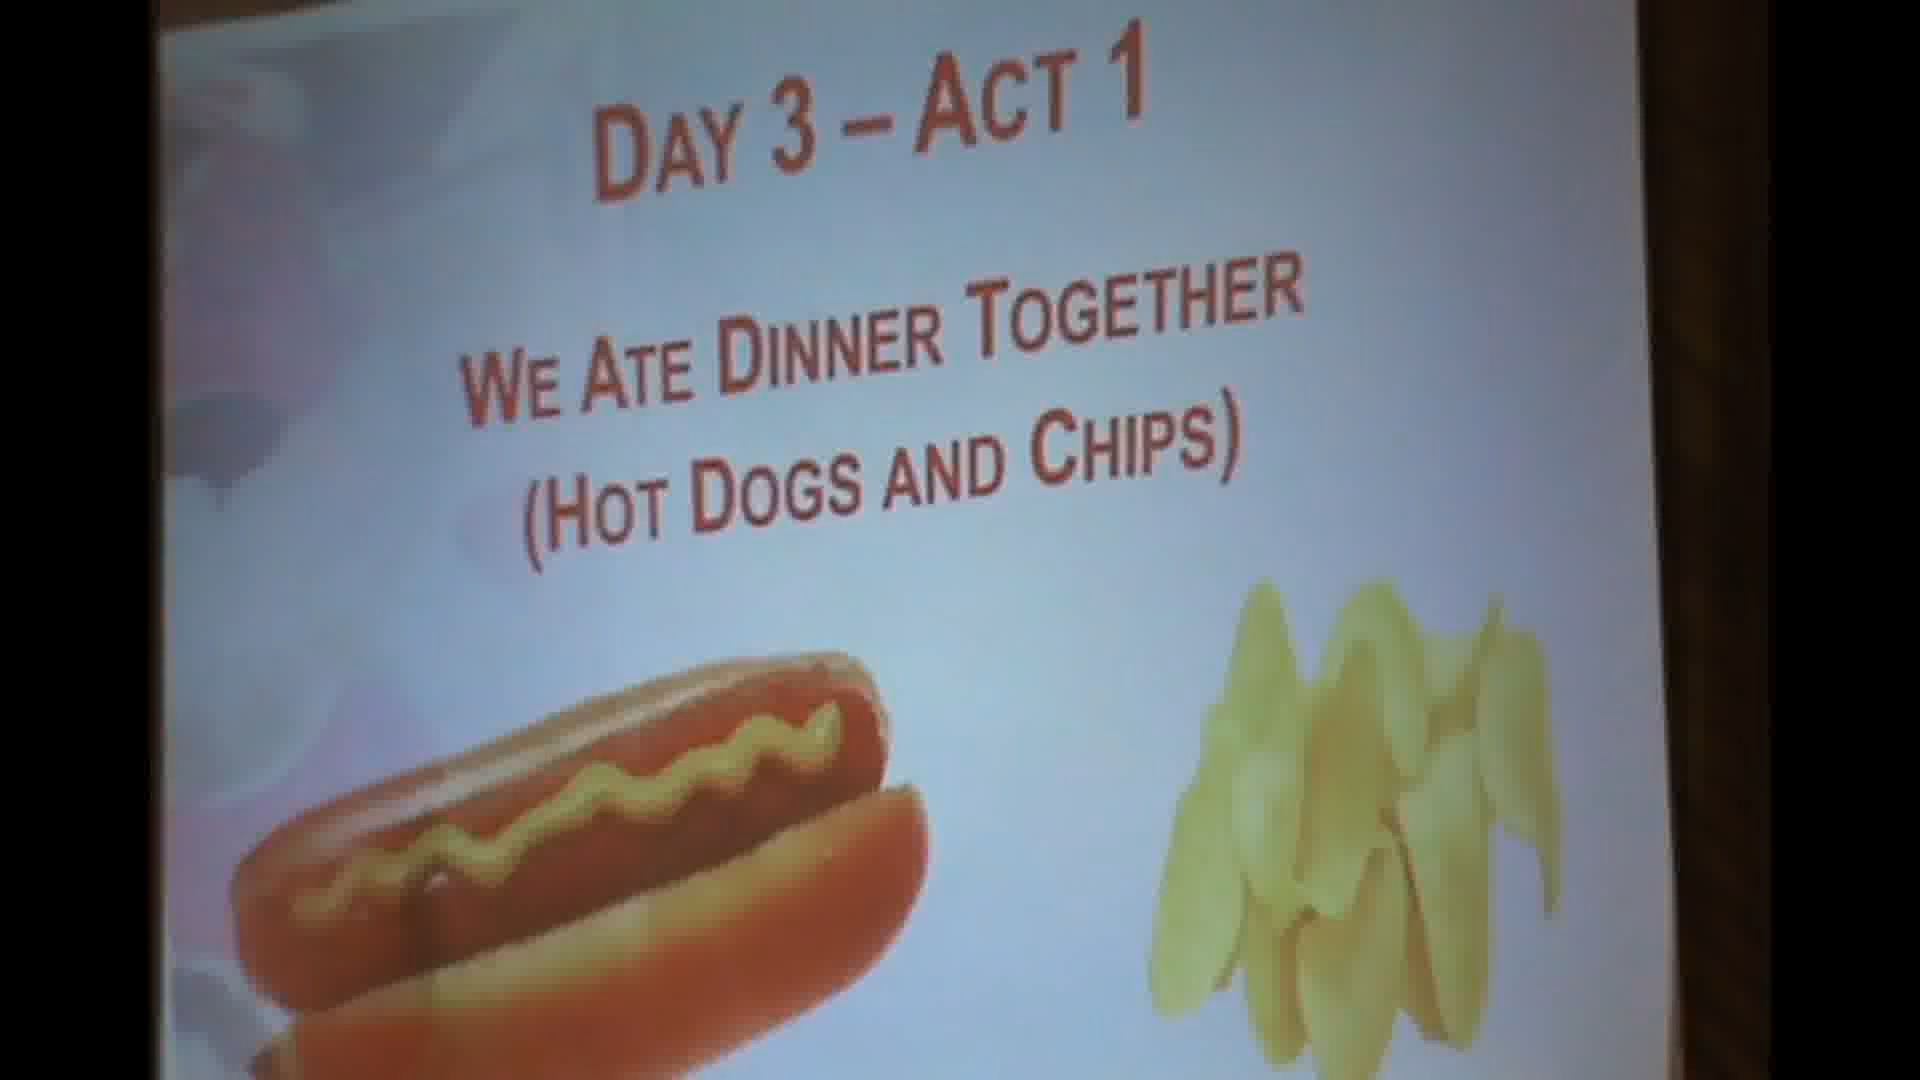 DAY 3 – ACT 1
WE ATE DINNER TOGETHER
(HOT DOGS AND CHIPS)